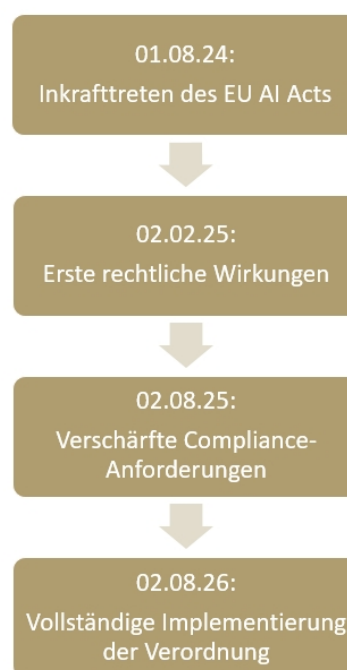 01.08.24:
Inkrafttreten des EU AI Acts
02.02.25:
Erste rechtliche Wirkungen
02.08.25:
Verschärfte Compliance-
Anforderungen
02.08.26:
Vollständige Implementierung
der Verordnung